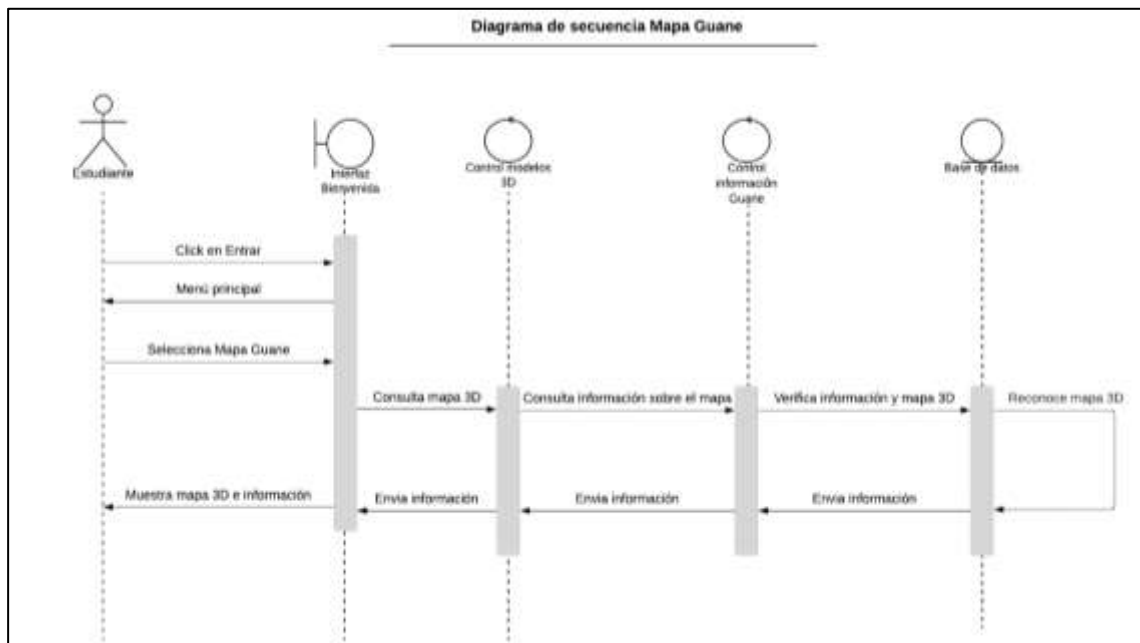 Diagrama de secuencia Mapa Guane
Estudiante
Interfaz
Bienvenida
Control modelos
3D
Control
información
Guane
Base de datos
Click en Entrar
Menú principal
Selecciona Mapa Guane
Consulta mapa 3D
Consulta información sobre el mapa
Verifica información y mapa 3D
Reconoce mapa 3D
Muestra mapa 3D e información
Envia información
Envia información
Envia información